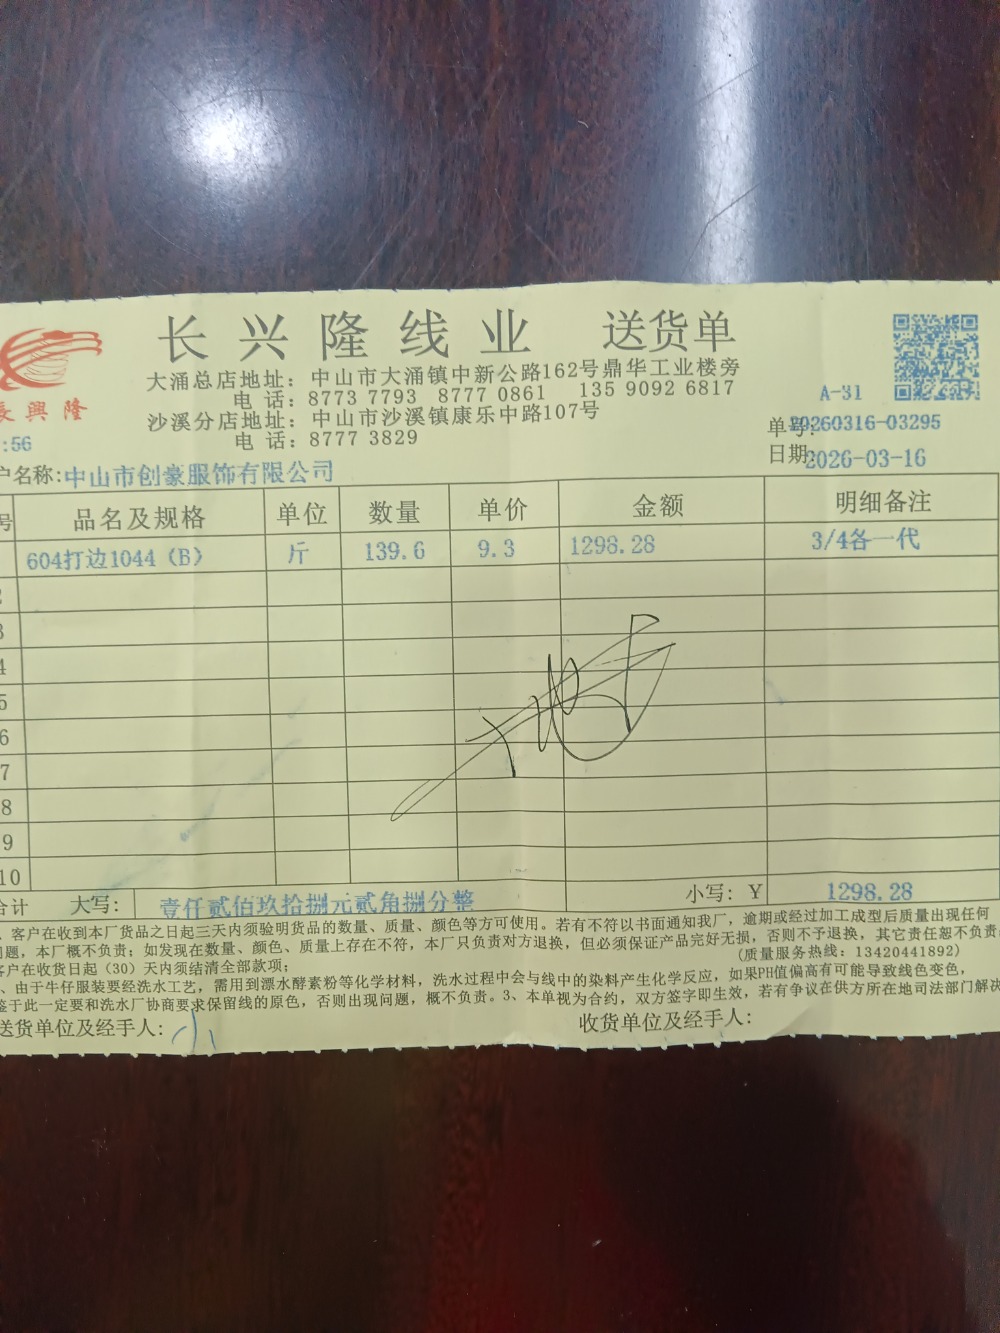 长兴隆线业 送货单
大涌总店地址：中山市大涌镇中新公路162号鼎华工业楼旁
电 话：8773 7793 8777 0861 135 9092 6817
沙溪分店地址：中山市沙溪镇康乐中路107号
电 话：8777 3829
長興隆
A-31
:56
单号:20260316-03295
日期:2026-03-16
户名称:中山市创豪服饰有限公司
号 品名及规格 单位 数量 单价 金额 明细备注
604打边1044（B） 斤 139.6 9.3 1298.28 3/4各一代
2
3
4
5
6
7
8
9
10
合计 大写: 壹仟贰佰玖拾捌元贰角捌分整 小写: Y 1298.28
、客户在收到本厂货品之日起三天内须验明货品的数量、质量、颜色等方可使用。若有不符以书面通知我厂，逾期或经过加工成型后质量出现任何
问题，本厂概不负责；如发现在数量、颜色、质量上存在不符，本厂只负责对方退换，但必须保证产品完好无损，否则不予退换，其它责任恕不负责。
(质量服务热线：13420441892)
客户在收货日起（30）天内须结清全部款项；
、由于牛仔服装要经洗水工艺，需用到漂水酵素粉等化学材料，洗水过程中会与线中的染料产生化学反应，如果PH值偏高有可能导致线色变色，
鉴于此一定要和洗水厂协商要求保留线的原色，否则出现问题，概不负责。3、本单视为合约，双方签字即生效，若有争议在供方所在地司法部门解决
送货单位及经手人: 小
收货单位及经手人: